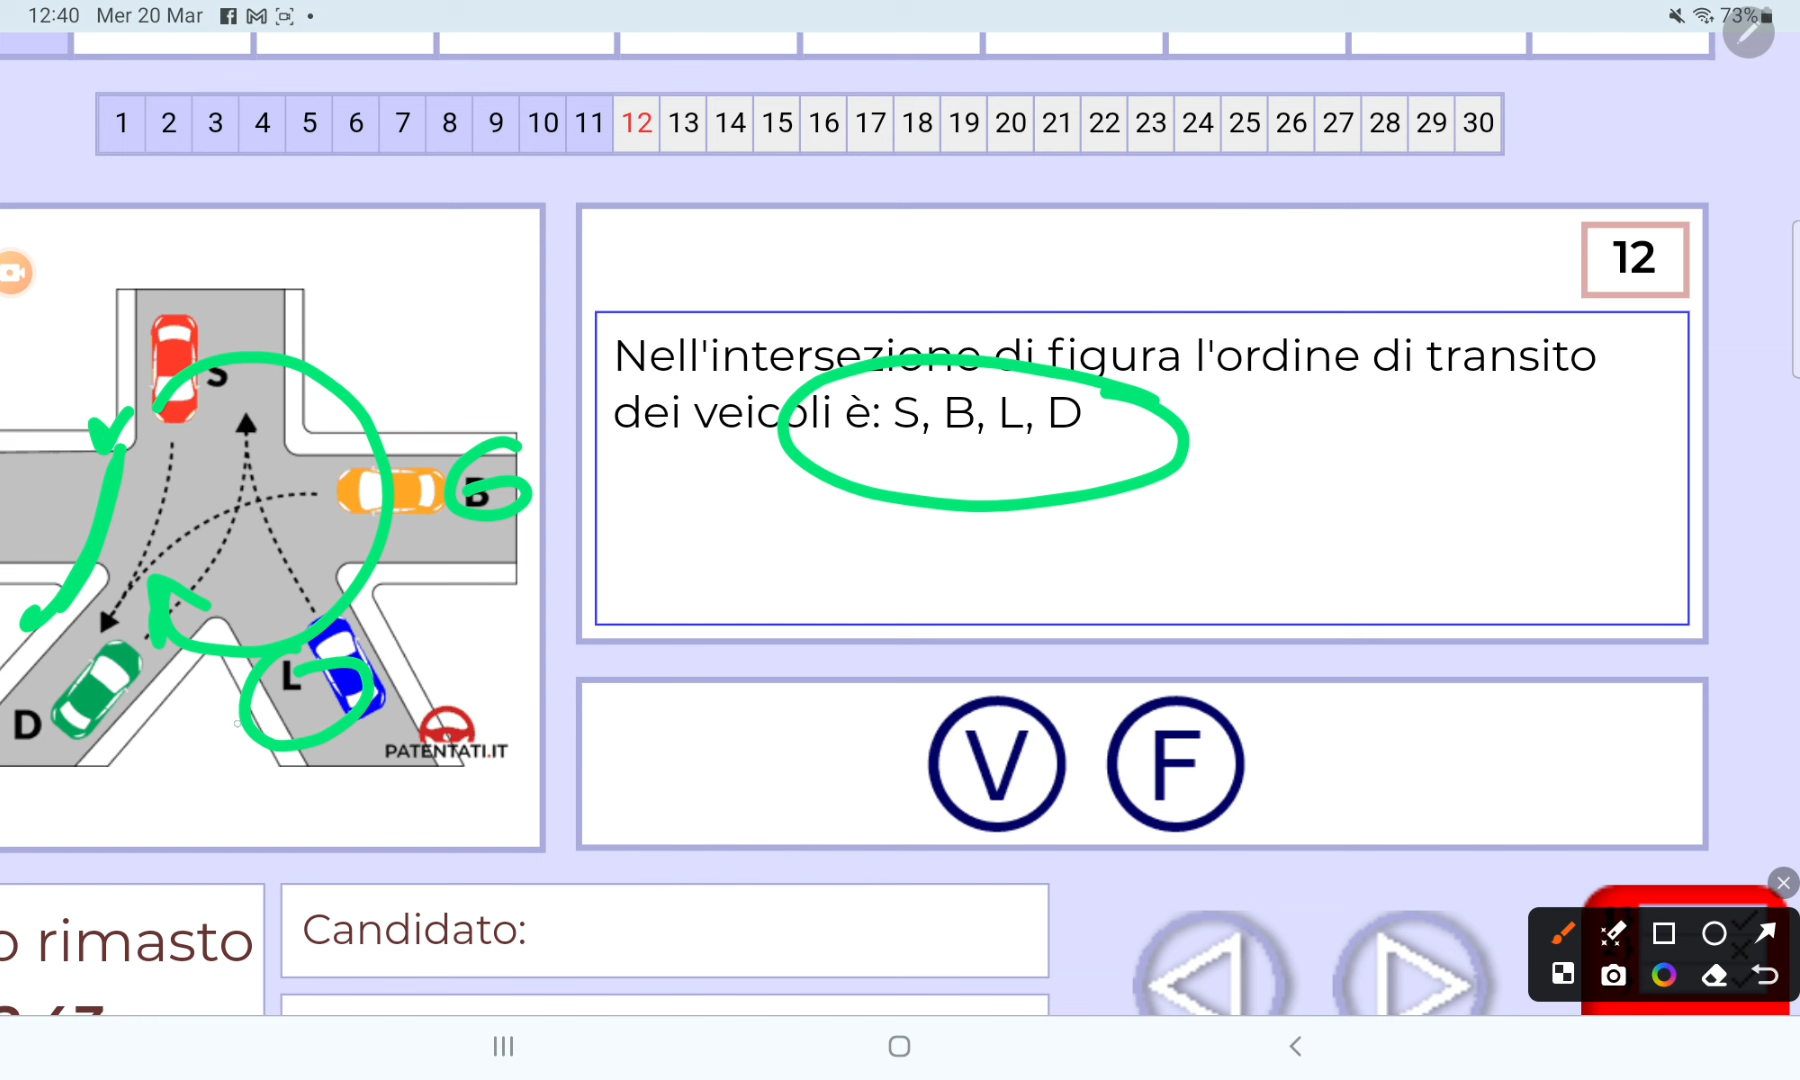 12:40 Mer 20 Mar
73%
1 2 3 4 5 6 7 8 9 10 11 12 13 14 15 16 17 18 19 20 21 22 23 24 25 26 27 28 29 30
12
Nell'intersezione di figura l'ordine di transito
dei veicoli è: S, B, L, D
S
B
L
D
PATENTATI.IT
V F
o rimasto
Candidato: